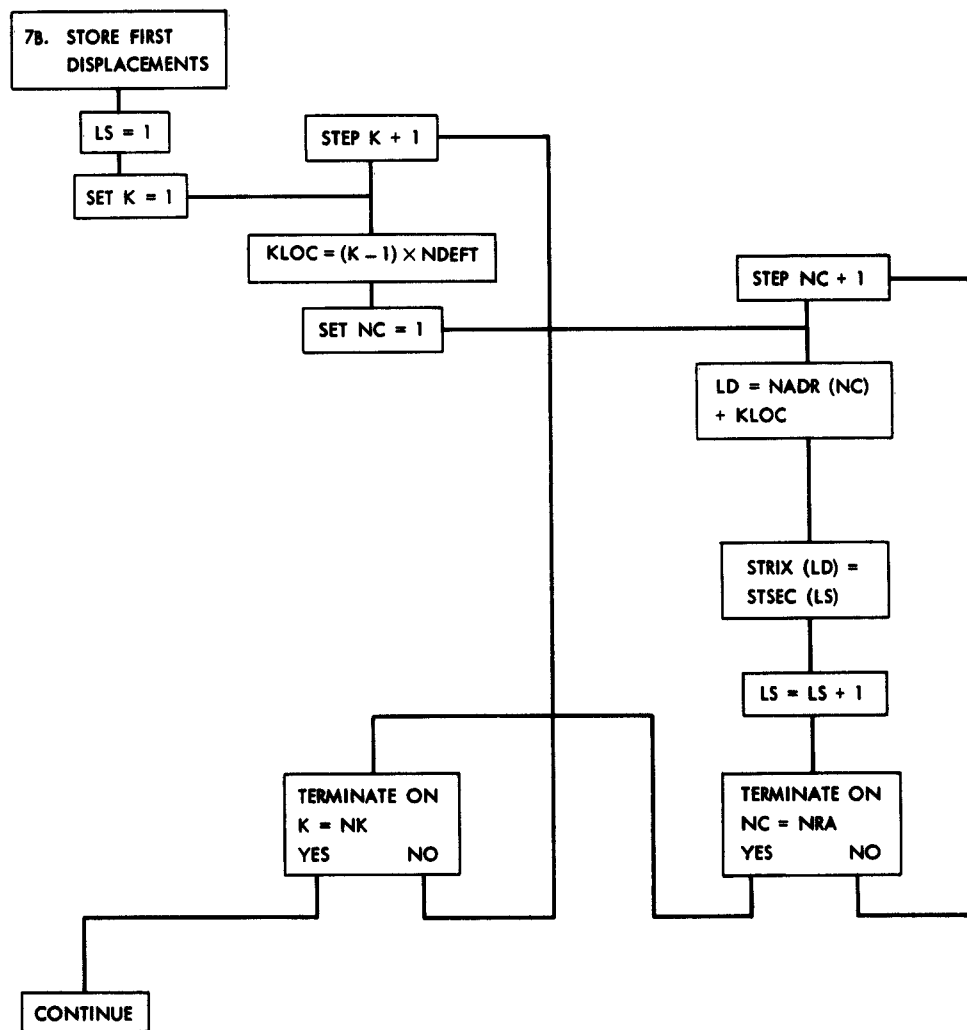 7B. STORE FIRST
DISPLACEMENTS
LS = 1
SET K = 1
STEP K + 1
KLOC = (K – 1) × NDEFT
SET NC = 1
STEP NC + 1
LD = NADR (NC)
+ KLOC
STRIX (LD) =
STSEC (LS)
LS = LS + 1
TERMINATE ON
NC = NRA
YES NO
TERMINATE ON
K = NK
YES NO
CONTINUE